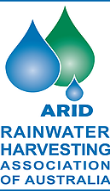 ARID
RAINWATER
HARVESTING
ASSOCIATION
OF AUSTRALIA